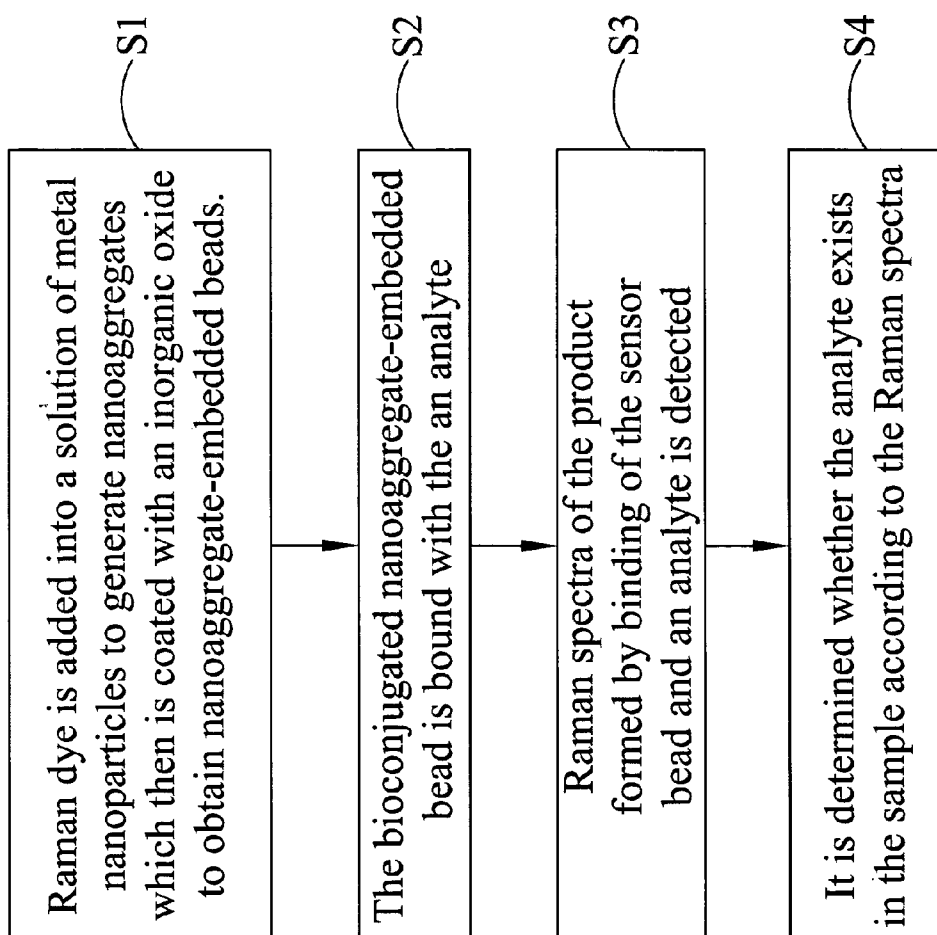 Raman dye is added into a solution of metal
nanoparticles to generate nanoaggregates
which then is coated with an inorganic oxide
to obtain nanoaggregate-embedded beads.
S1
The bioconjugated nanoaggregate-embedded
bead is bound with the an analyte
S2
Raman spectra of the product
formed by binding of the sensor
bead and an analyte is detected
S3
It is determined whether the analyte exists
in the sample according to the Raman spectra
S4